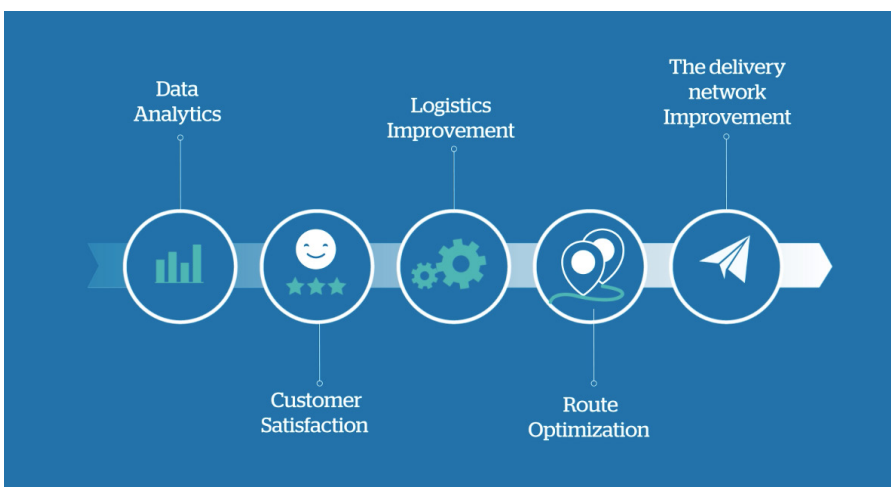 Data
Analytics
Customer
Satisfaction
Logistics
Improvement
Route
Optimization
The delivery
network
Improvement